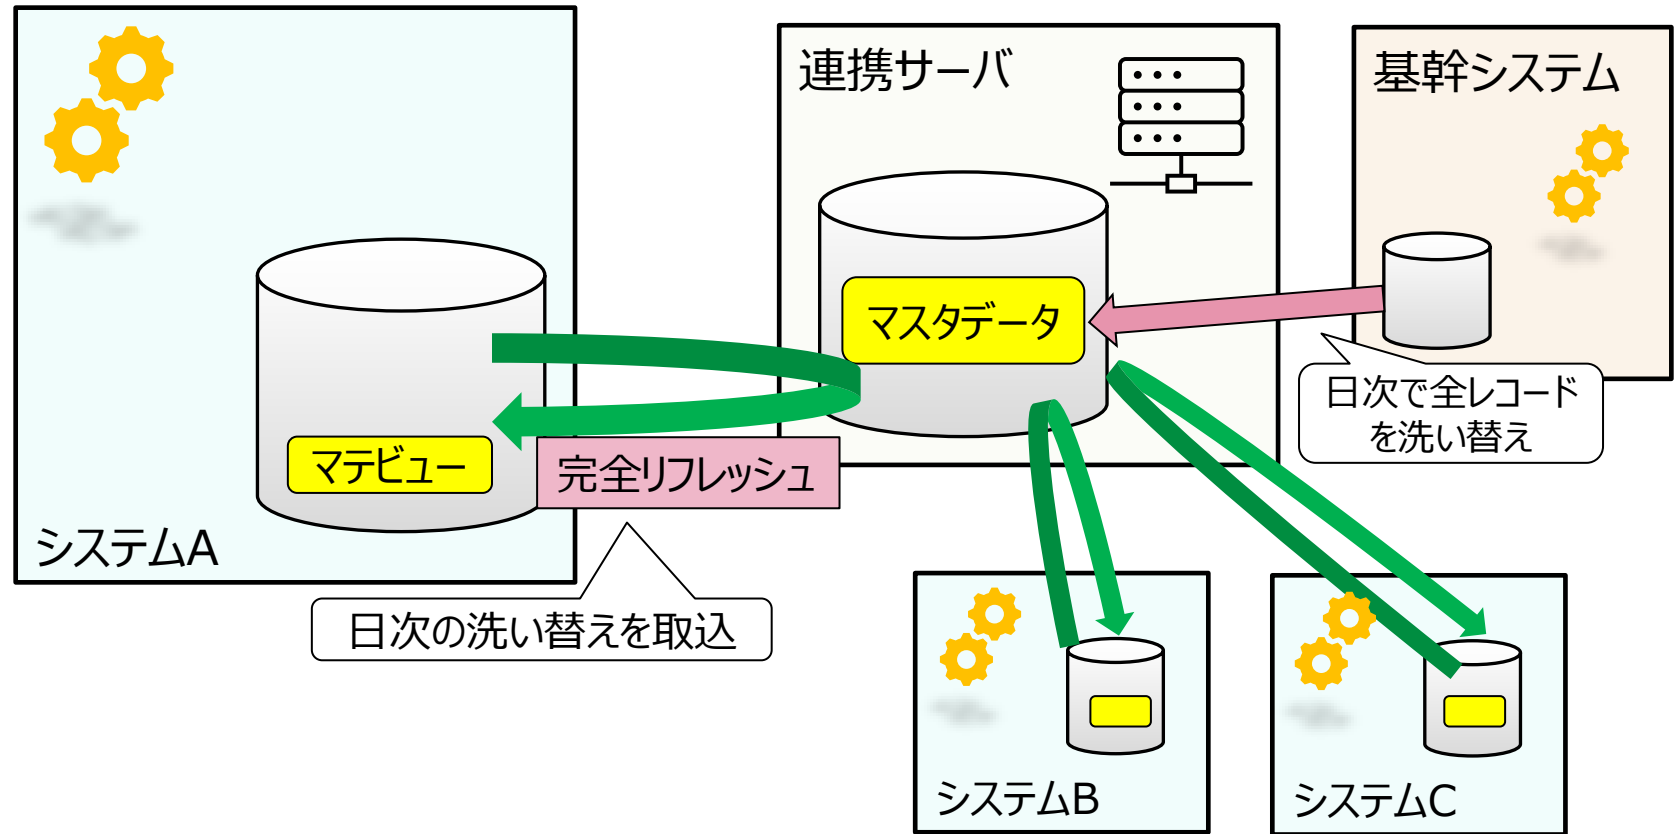 連携サーバ
基幹システム
マスタデータ
日次で全レコード
を洗い替え
マテビュー
完全リフレッシュ
システムA
日次の洗い替えを取込
システムB
システムC